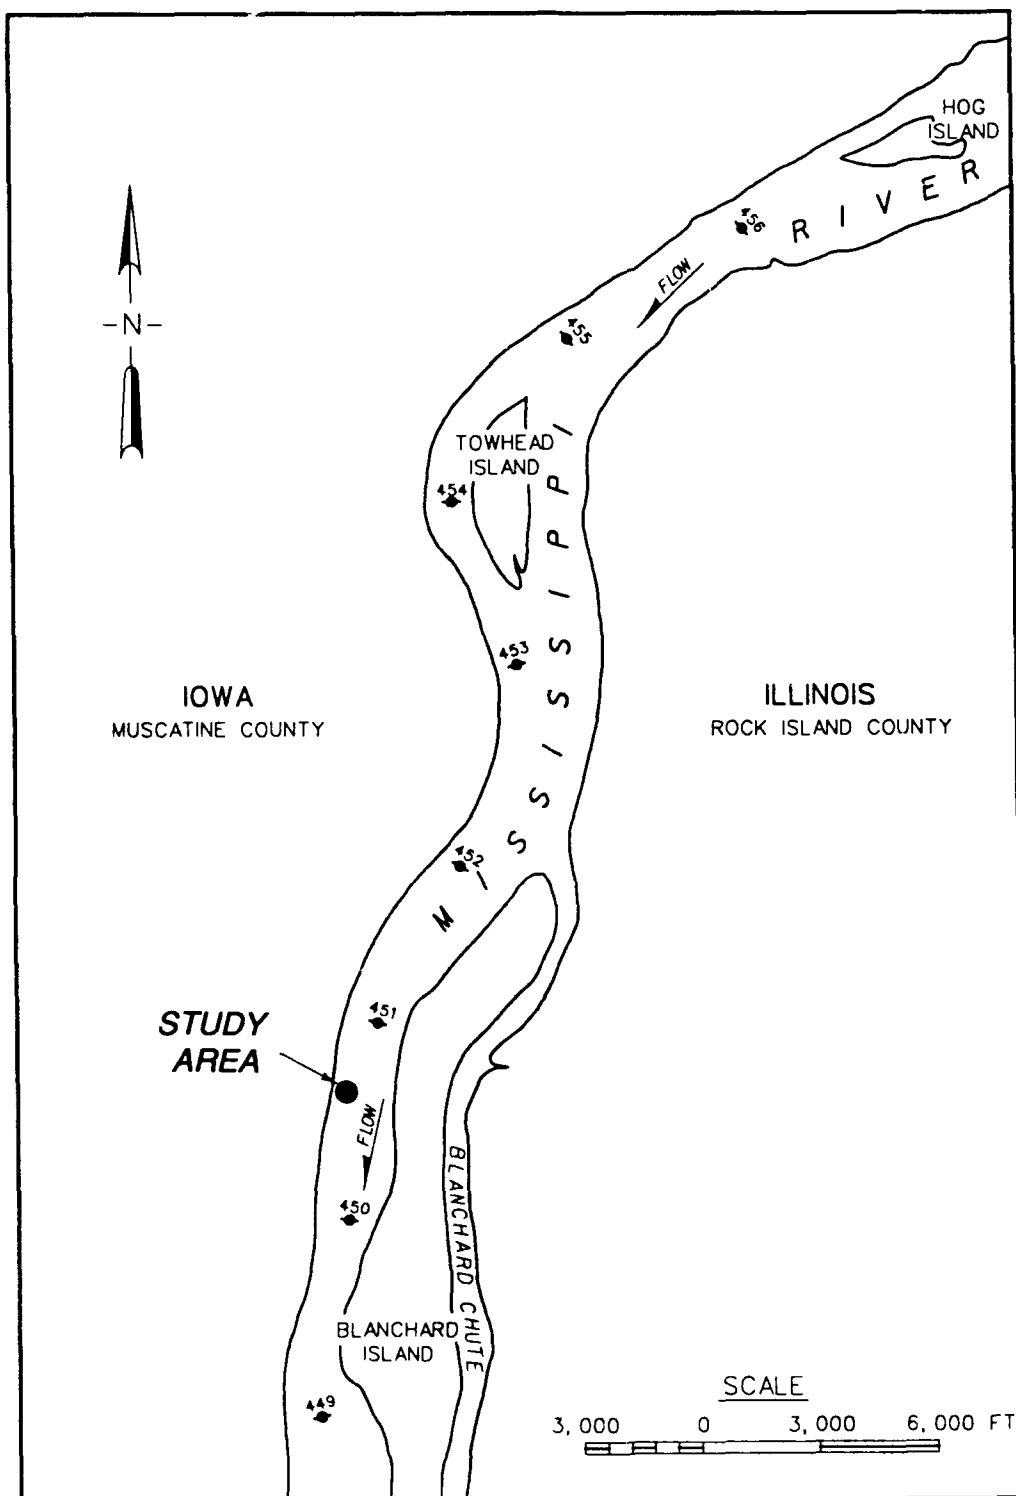 HOG
ISLAND
RIVER
456
FLOW
-N-
455
TOWHEAD
ISLAND
454
MISSISSIPPI
453
IOWA
MUSCATINE COUNTY
ILLINOIS
ROCK ISLAND COUNTY
452
451
STUDY
AREA
FLOW
450
BLANCHARD CHUTE
BLANCHARD
ISLAND
449
SCALE
3,000 0 3,000 6,000 FT